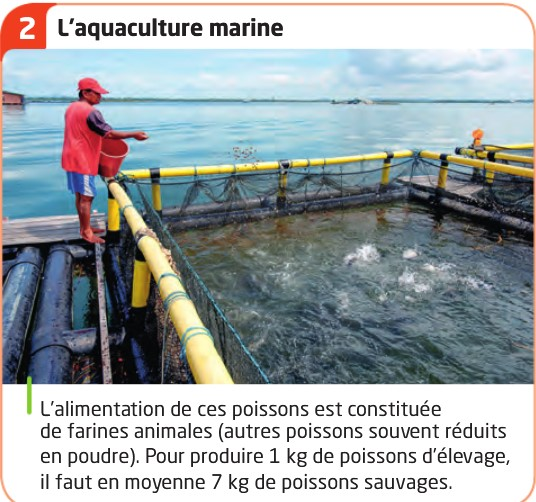 2 L'aquaculture marine
L'alimentation de ces poissons est constituée
de farines animales (autres poissons souvent réduits
en poudre). Pour produire 1 kg de poissons d'élevage,
il faut en moyenne 7 kg de poissons sauvages.